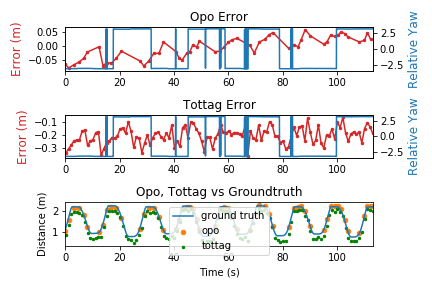 Opo Error
Error (m)
0.05
0.00
−0.05
2.5
0.0
−2.5
Relative Yaw
0 20 40 60 80 100
Tottag Error
Error (m)
−0.1
−0.2
−0.3
2.5
0.0
−2.5
Relative Yaw
0 20 40 60 80 100
Opo, Tottag vs Groundtruth
Distance (m)
2
1
ground truth
opo
tottag
0 20 40 60 80 100
Time (s)